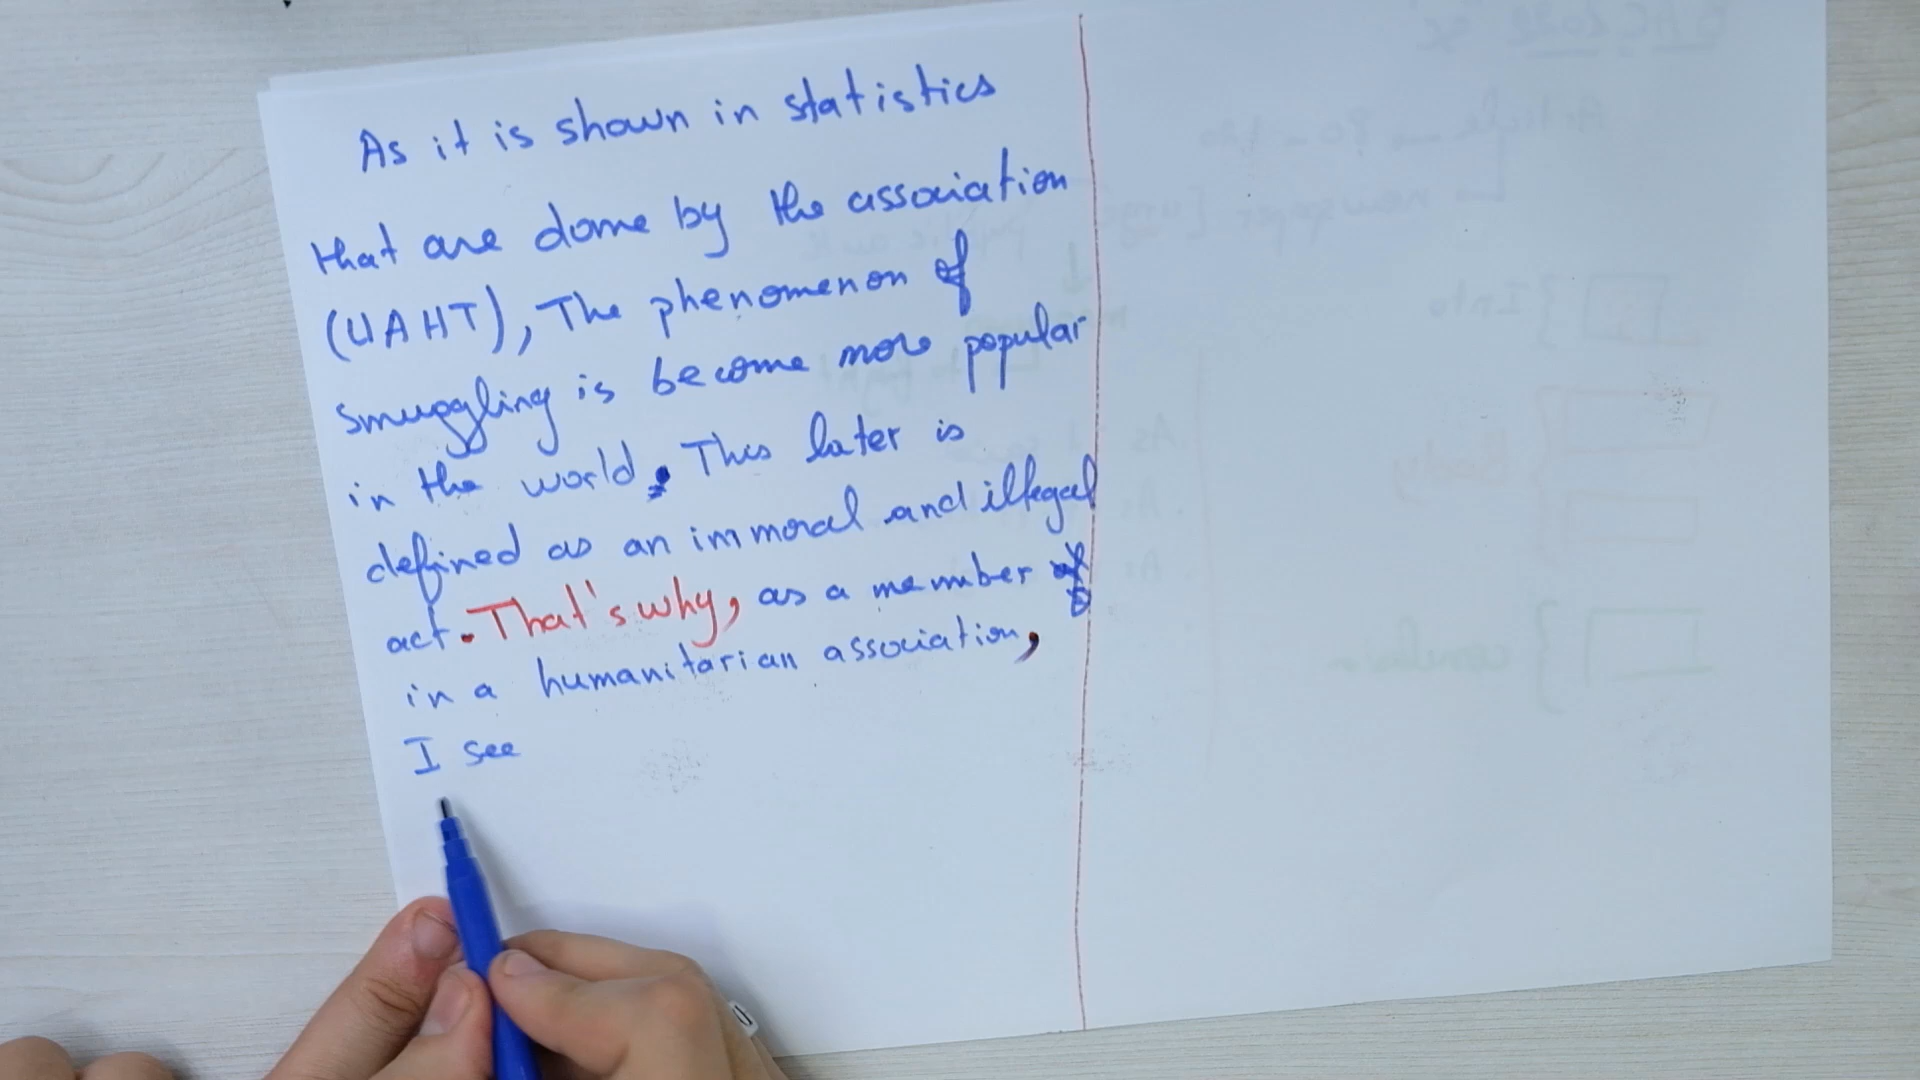 As it is shown in statistics
that are done by the association
(UAHT), The phenomenon of
smuggling is become more popular
in the world. This later is
defined as an immoral and illegal
act. That's why, as a member
in a humanitarian association,
I see